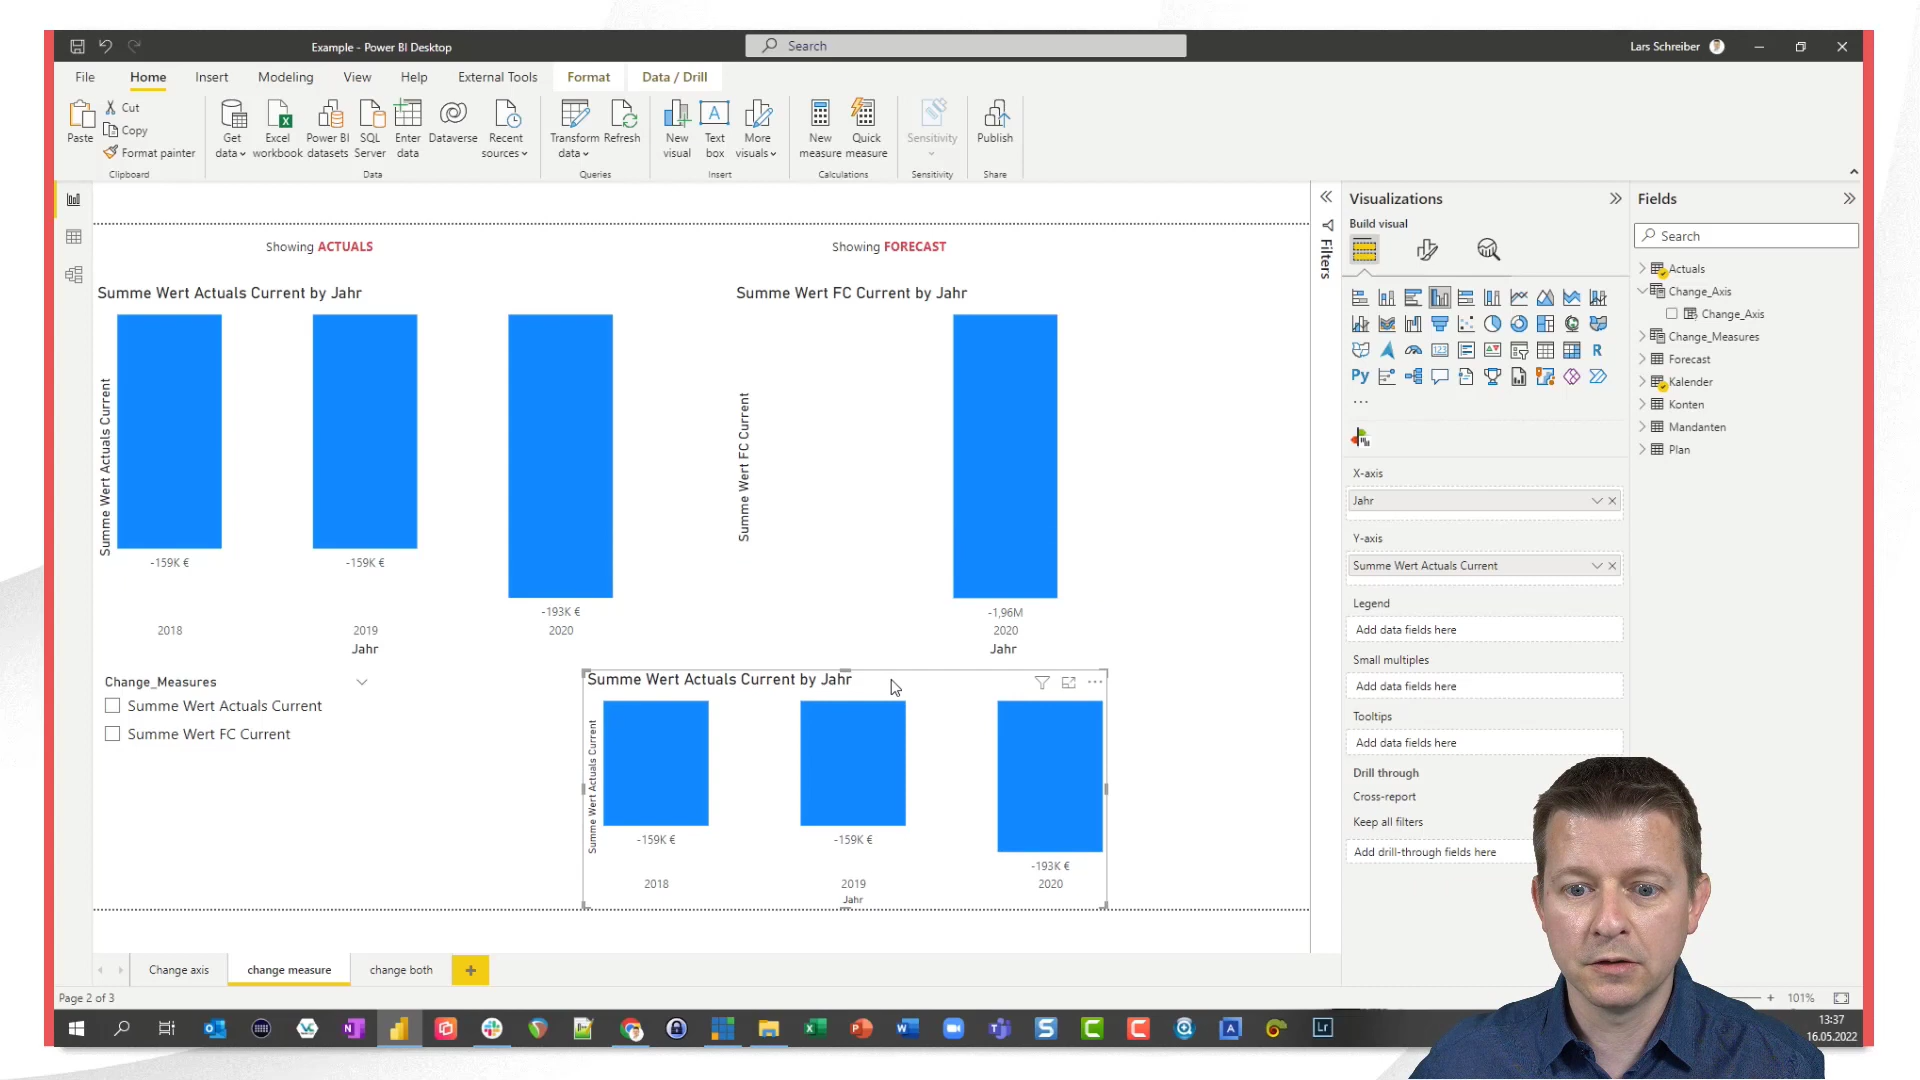 Example - Power BI Desktop
Search
Lars Schreiber
File
Home
Insert
Modeling
View
Help
External Tools
Format
Data / Drill
Paste
Cut
Copy
Format painter
Clipboard
Get
data
Excel
workbook
Power BI
datasets
SQL
Server
Enter
data
Dataverse
Recent
sources
Data
Transform
data
Refresh
Queries
New
visual
Text
box
More
visuals
Insert
New
measure
Quick
measure
Calculations
Sensitivity
Sensitivity
Publish
Share
Showing ACTUALS
Summe Wert Actuals Current by Jahr
Summe Wert Actuals Current
-159K €
-159K €
-193K €
2018
2019
2020
Jahr
Showing FORECAST
Summe Wert FC Current by Jahr
Summe Wert FC Current
-1,96M
2020
Jahr
Change_Measures
Summe Wert Actuals Current
Summe Wert FC Current
Summe Wert Actuals Current by Jahr
Summe Wert Actuals Current
-159K €
-159K €
-193K €
2018
2019
2020
Jahr
Filters
Visualizations
Build visual
123
R
Py
X-axis
Jahr
Y-axis
Summe Wert Actuals Current
Legend
Add data fields here
Small multiples
Add data fields here
Tooltips
Add data fields here
Drill through
Cross-report
Keep all filters
Add drill-through fields here
Fields
Search
Actuals
Change_Axis
Change_Axis
Change_Measures
Forecast
Kalender
Konten
Mandanten
Plan
Change axis
change measure
change both
Page 2 of 3
101%
13:37
16.05.2022